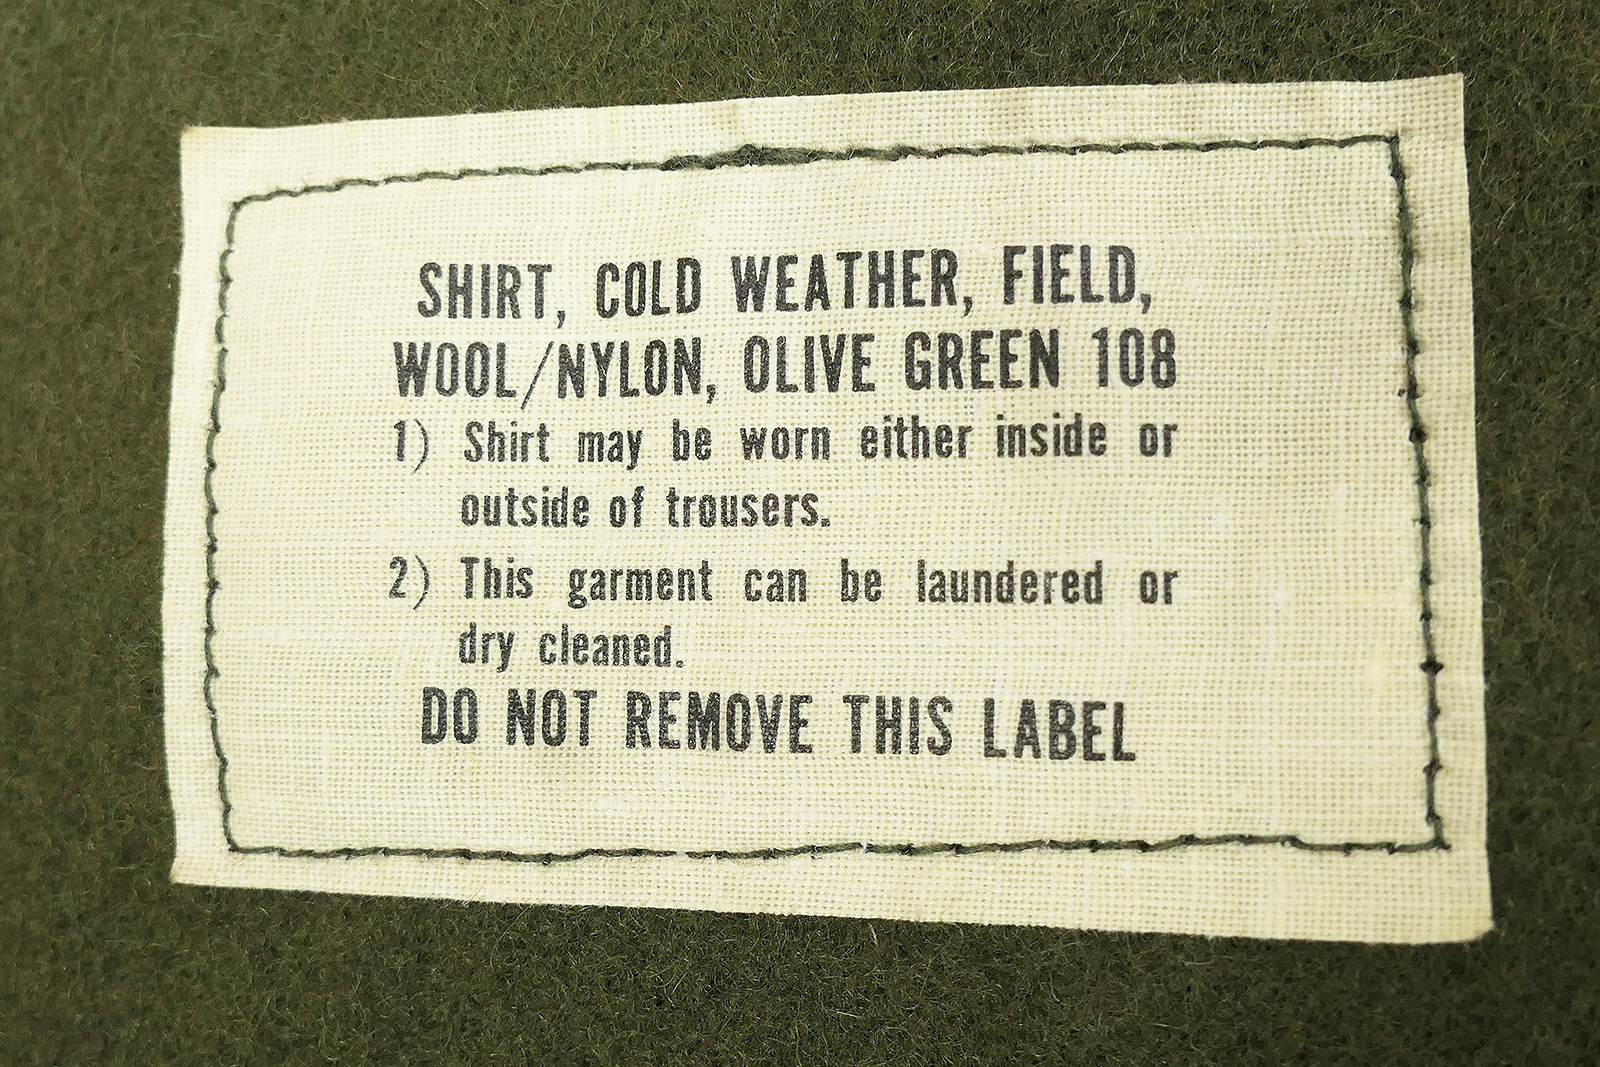 SHIRT, COLD WEATHER, FIELD,
WOOL/NYLON, OLIVE GREEN 108
1) Shirt may be worn either inside or
outside of trousers.
2) This garment can be laundered or
dry cleaned.
DO NOT REMOVE THIS LABEL